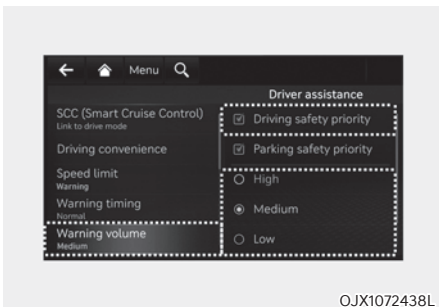 Menu
Driver assistance
SCC (Smart Cruise Control)
Link to drive mode
Driving convenience
Speed limit
Warning
Warning timing
Normal
Warning volume
Medium
Driving safety priority
Parking safety priority
High
Medium
Low
OJX1072438L